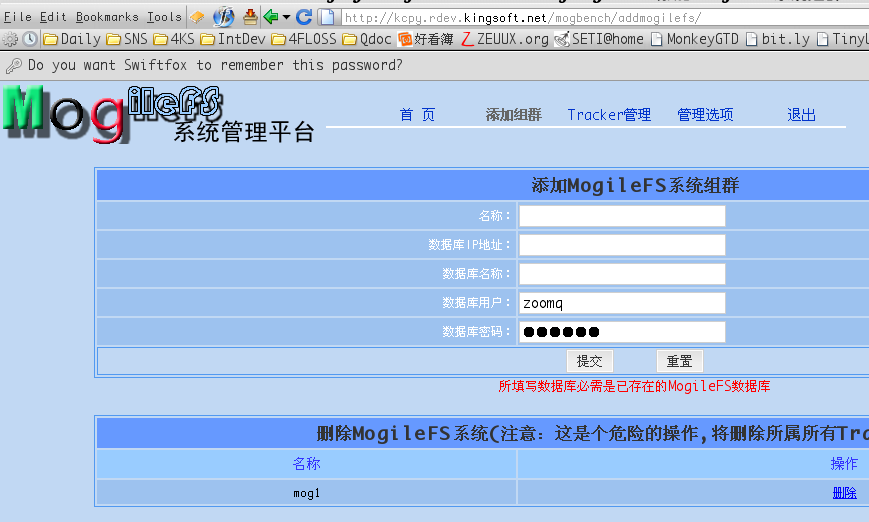 File Edit Bookmarks Tools http://kcpy.rdev.kingsoft.net/mogbench/addmogilefs/
Daily SNS 4KS IntDev 4FLOSS Qdoc 好看簿 ZEUUX.org SETI@home MonkeyGTD bit.ly TinyU
Do you want Swiftfox to remember this password?
MogileFS
系统管理平台
首 页 添加组群 Tracker管理 管理选项 退出
添加MogileFS系统组群
名称：
数据库IP地址：
数据库名称：
数据库用户： zoomq
数据库密码： ●●●●●●
提交 重置
所填写数据库必需是已存在的MogileFS数据库
删除MogileFS系统(注意：这是个危险的操作,将删除所属所有Tra
名称 操作
mog1 删除